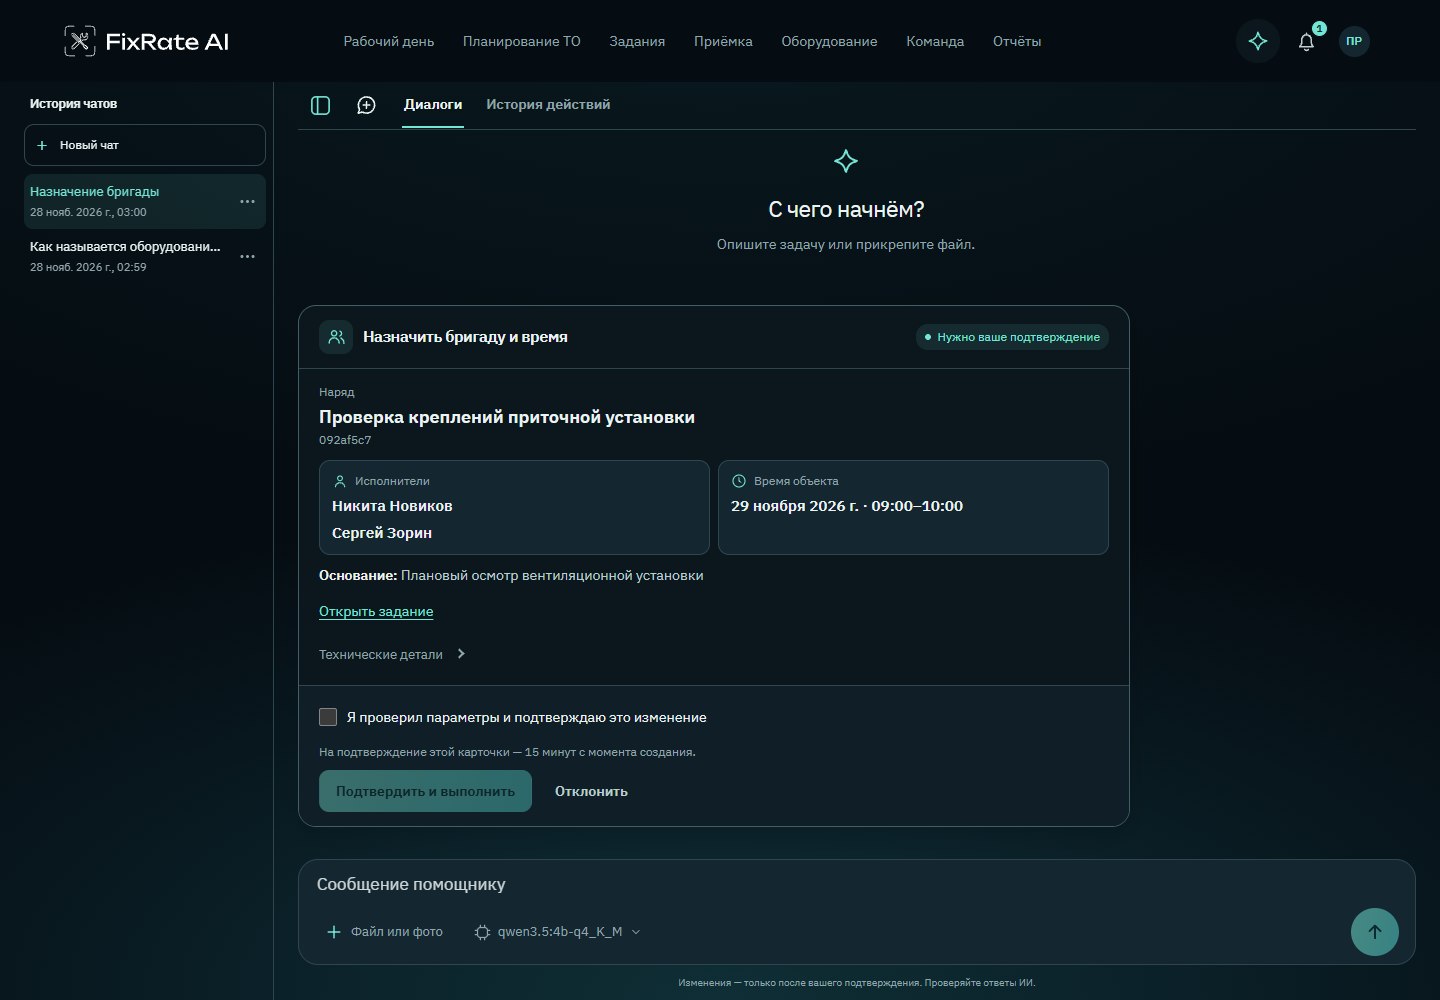 FixRate AI
Рабочий день
Планирование ТО
Задания
Приёмка
Оборудование
Команда
Отчёты
1
ПР
История чатов
Новый чат
Назначение бригады
28 нояб. 2026 г., 03:00
Как называется оборудовани...
28 нояб. 2026 г., 02:59
Диалоги
История действий
С чего начнём?
Опишите задачу или прикрепите файл.
Назначить бригаду и время
Нужно ваше подтверждение
Наряд
Проверка креплений приточной установки
092af5c7
Исполнители
Никита Новиков
Сергей Зорин
Время объекта
29 ноября 2026 г. · 09:00–10:00
Основание: Плановый осмотр вентиляционной установки
Открыть задание
Технические детали
Я проверил параметры и подтверждаю это изменение
На подтверждение этой карточки — 15 минут с момента создания.
Подтвердить и выполнить
Отклонить
Сообщение помощнику
Файл или фото
qwen3.5:4b-q4_K_M
Изменения — только после вашего подтверждения. Проверяйте ответы ИИ.